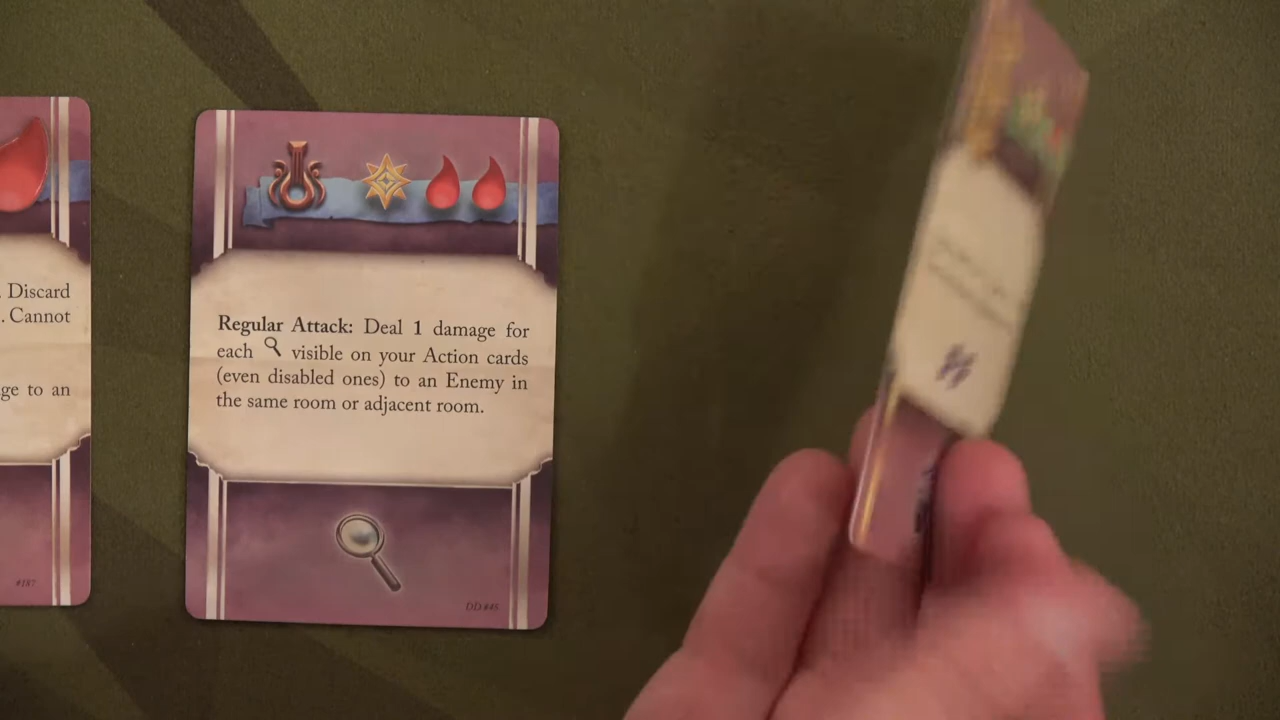 . Discard
. Cannot
ge to an
#187
Regular Attack: Deal 1 damage for
each visible on your Action cards
(even disabled ones) to an Enemy in
the same room or adjacent room.
DD #45